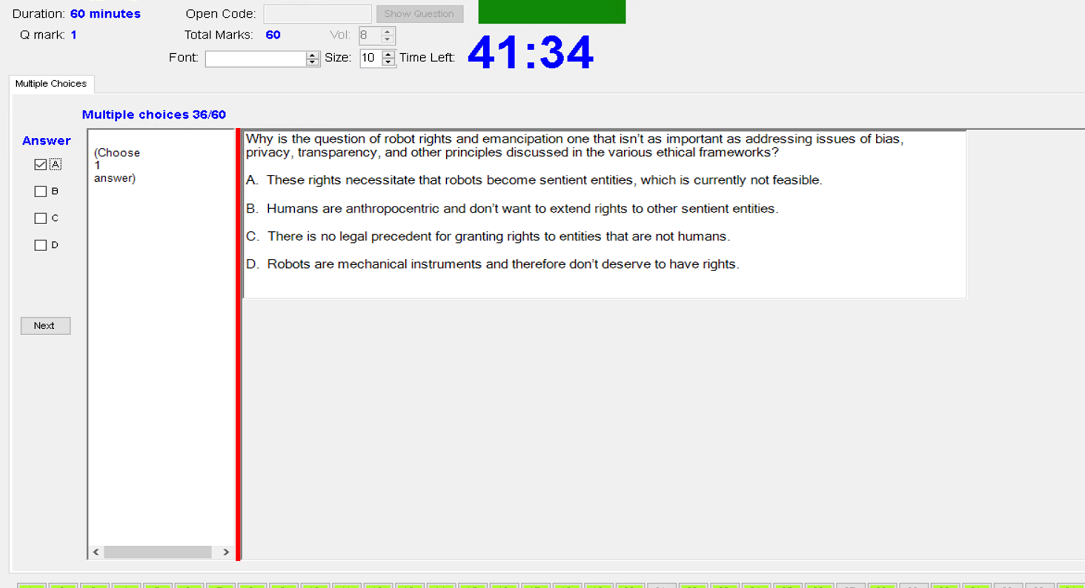 Duration: 60 minutes Open Code: Show Question
Q mark: 1 Total Marks: 60 Vol: 8
Font: Size: 10 Time Left: 41:34
Multiple Choices
Multiple choices 36/60
Answer
A
B
C
D
Next
(Choose
1
answer)
Why is the question of robot rights and emancipation one that isn't as important as addressing issues of bias,
privacy, transparency, and other principles discussed in the various ethical frameworks?
A. These rights necessitate that robots become sentient entities, which is currently not feasible.
B. Humans are anthropocentric and don't want to extend rights to other sentient entities.
C. There is no legal precedent for granting rights to entities that are not humans.
D. Robots are mechanical instruments and therefore don't deserve to have rights.